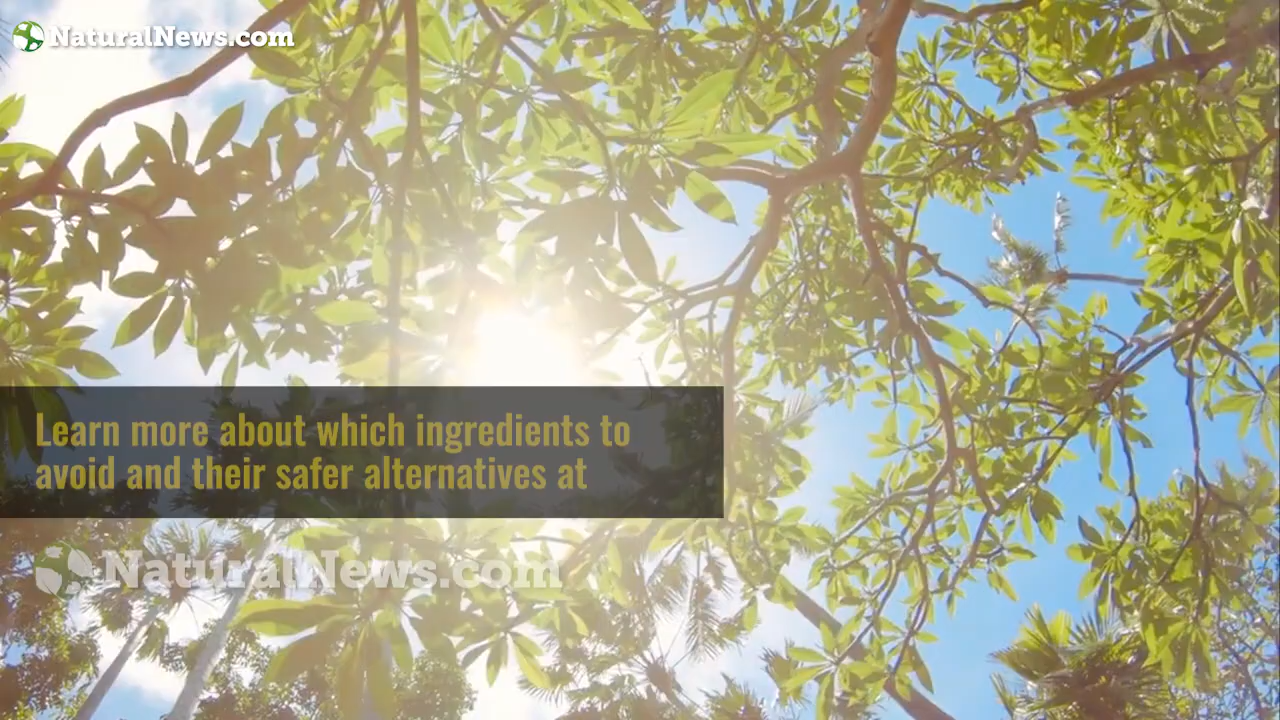 NaturalNews.com
Learn more about which ingredients to
avoid and their safer alternatives at
NaturalNews.com